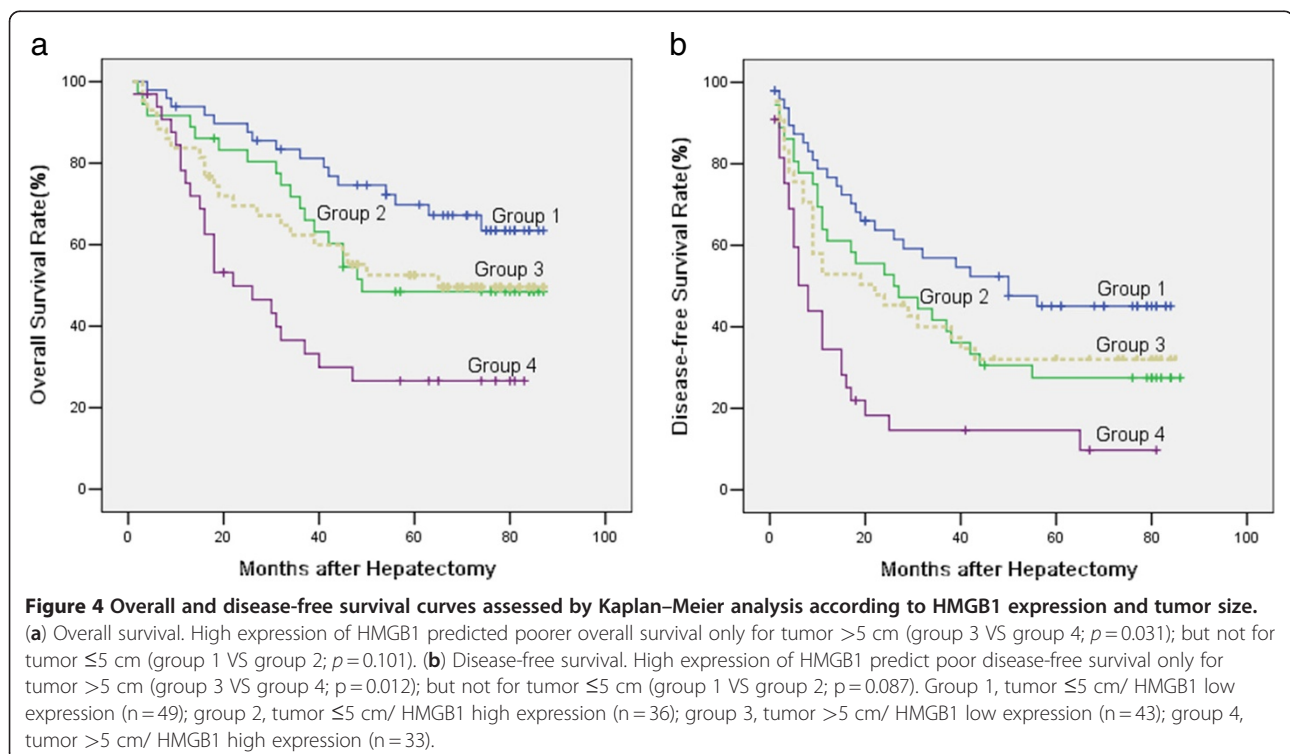 a
100
80
60
40
20
0
Overall Survival Rate(%)
Group 1
Group 2
Group 3
Group 4
0 20 40 60 80 100
Months after Hepatectomy
b
100
80
60
40
20
0
Disease-free Survival Rate(%)
Group 1
Group 2
Group 3
Group 4
0 20 40 60 80 100
Months after Hepatectomy
Figure 4 Overall and disease-free survival curves assessed by Kaplan–Meier analysis according to HMGB1 expression and tumor size.
(a) Overall survival. High expression of HMGB1 predicted poorer overall survival only for tumor >5 cm (group 3 VS group 4; p = 0.031); but not for
tumor ≤5 cm (group 1 VS group 2; p = 0.101). (b) Disease-free survival. High expression of HMGB1 predict poor disease-free survival only for
tumor >5 cm (group 3 VS group 4; p = 0.012); but not for tumor ≤5 cm (group 1 VS group 2; p = 0.087). Group 1, tumor ≤5 cm/ HMGB1 low
expression (n = 49); group 2, tumor ≤5 cm/ HMGB1 high expression (n = 36); group 3, tumor >5 cm/ HMGB1 low expression (n = 43); group 4,
tumor >5 cm/ HMGB1 high expression (n = 33).